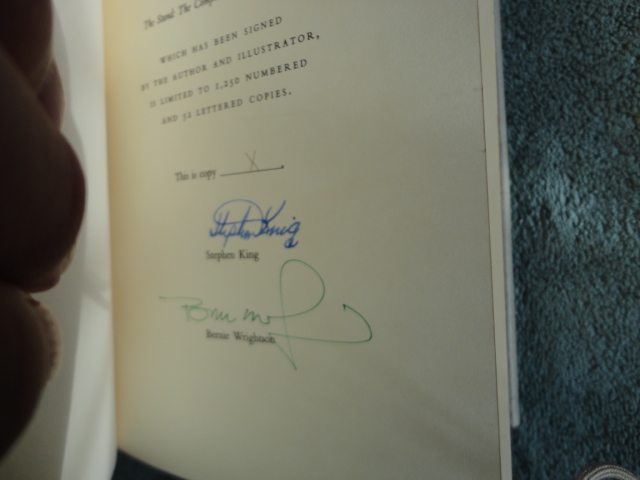 The Stand: The Comp
WHICH HAS BEEN SIGNED
BY THE AUTHOR AND ILLUSTRATOR,
IS LIMITED TO 1,250 NUMBERED
AND 52 LETTERED COPIES.
This is copy X.
Stephen King
Stephen King
Bernie Wrightson